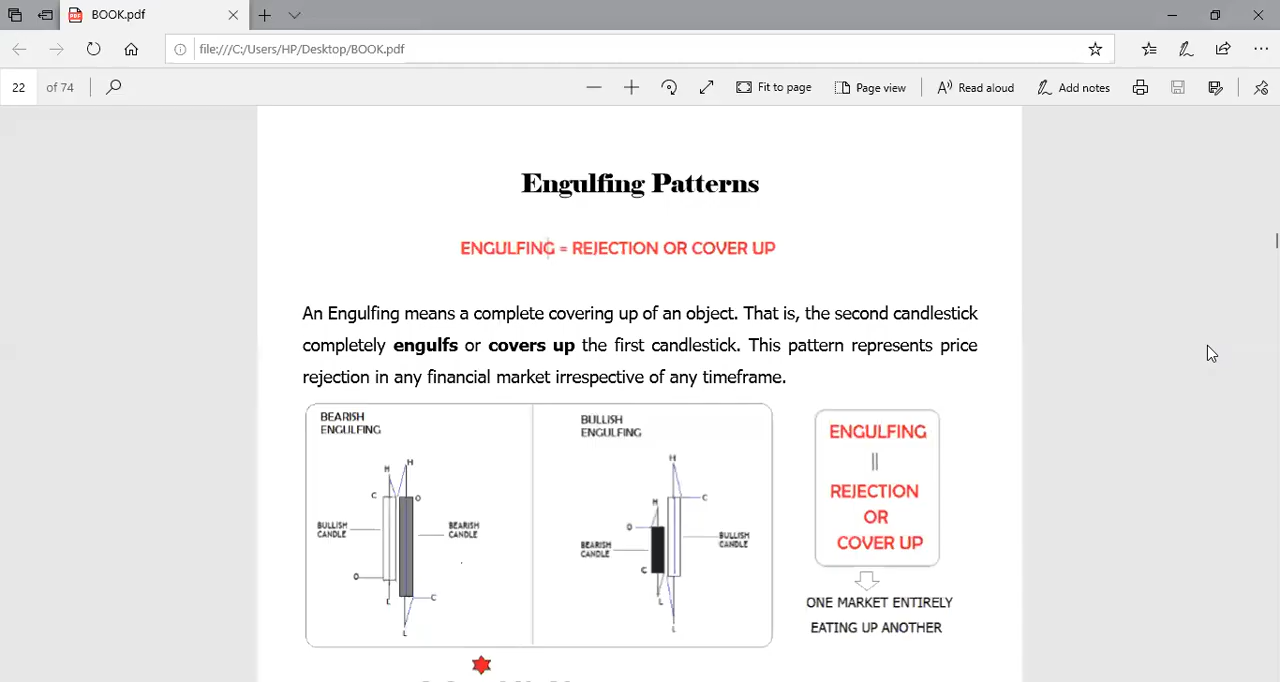 BOOK.pdf
file:///C:/Users/HP/Desktop/BOOK.pdf
22 of 74
Fit to page
Page view
Read aloud
Add notes
Engulfing Patterns
ENGULFING = REJECTION OR COVER UP
An Engulfing means a complete covering up of an object. That is, the second candlestick
completely engulfs or covers up the first candlestick. This pattern represents price
rejection in any financial market irrespective of any timeframe.
BEARISH
ENGULFING
H
H
C
O
BULLISH
CANDLE
BEARISH
CANDLE
O
C
L
L
BULLISH
ENGULFING
H
H
C
O
BEARISH
CANDLE
BULLISH
CANDLE
C
L
L
ENGULFING
||
REJECTION
OR
COVER UP
ONE MARKET ENTIRELY
EATING UP ANOTHER